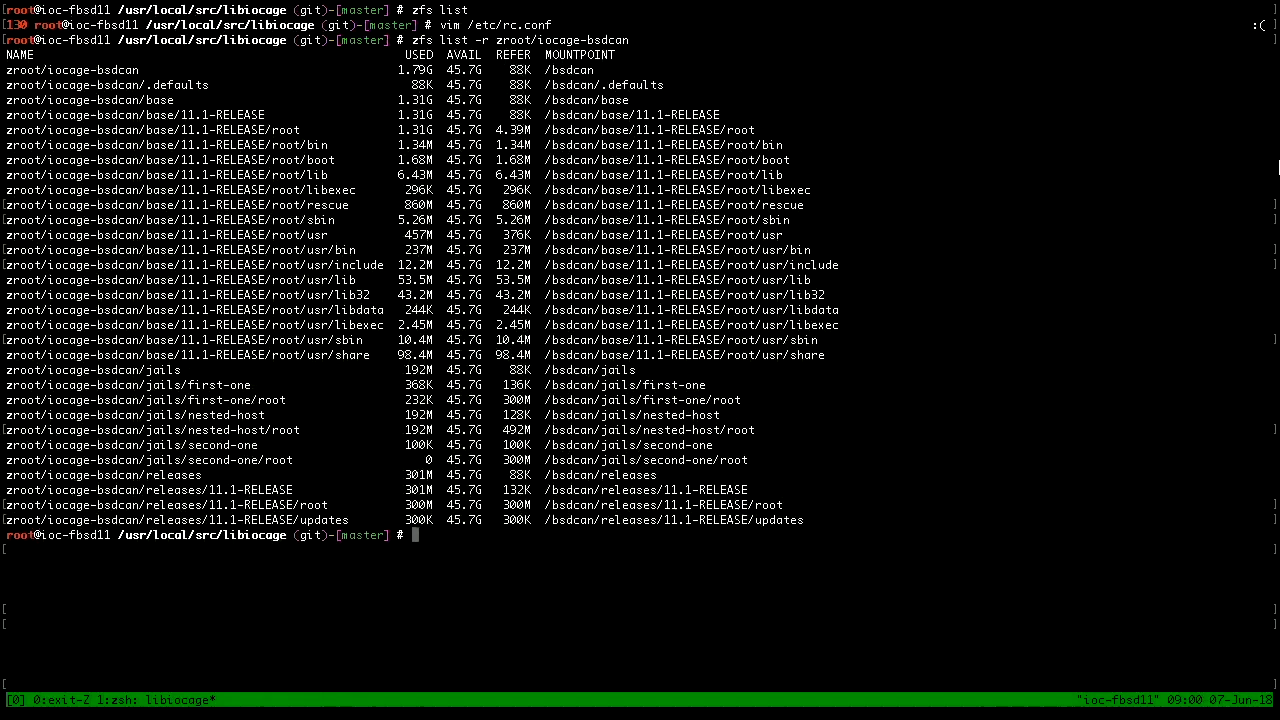 root@ioc-fbsd11 /usr/local/src/libiocage (git)-[master] # zfs list
130 root@ioc-fbsd11 /usr/local/src/libiocage (git)-[master] # vim /etc/rc.conf :(
root@ioc-fbsd11 /usr/local/src/libiocage (git)-[master] # zfs list -r zroot/iocage-bsdcan
NAME USED AVAIL REFER MOUNTPOINT
zroot/iocage-bsdcan 1.79G 45.7G 88K /bsdcan
zroot/iocage-bsdcan/.defaults 88K 45.7G 88K /bsdcan/.defaults
zroot/iocage-bsdcan/base 1.31G 45.7G 88K /bsdcan/base
zroot/iocage-bsdcan/base/11.1-RELEASE 1.31G 45.7G 88K /bsdcan/base/11.1-RELEASE
zroot/iocage-bsdcan/base/11.1-RELEASE/root 1.31G 45.7G 4.39M /bsdcan/base/11.1-RELEASE/root
zroot/iocage-bsdcan/base/11.1-RELEASE/root/bin 1.34M 45.7G 1.34M /bsdcan/base/11.1-RELEASE/root/bin
zroot/iocage-bsdcan/base/11.1-RELEASE/root/boot 1.68M 45.7G 1.68M /bsdcan/base/11.1-RELEASE/root/boot
zroot/iocage-bsdcan/base/11.1-RELEASE/root/lib 6.43M 45.7G 6.43M /bsdcan/base/11.1-RELEASE/root/lib
zroot/iocage-bsdcan/base/11.1-RELEASE/root/libexec 296K 45.7G 296K /bsdcan/base/11.1-RELEASE/root/libexec
zroot/iocage-bsdcan/base/11.1-RELEASE/root/rescue 860M 45.7G 860M /bsdcan/base/11.1-RELEASE/root/rescue
zroot/iocage-bsdcan/base/11.1-RELEASE/root/sbin 5.26M 45.7G 5.26M /bsdcan/base/11.1-RELEASE/root/sbin
zroot/iocage-bsdcan/base/11.1-RELEASE/root/usr 457M 45.7G 376K /bsdcan/base/11.1-RELEASE/root/usr
zroot/iocage-bsdcan/base/11.1-RELEASE/root/usr/bin 237M 45.7G 237M /bsdcan/base/11.1-RELEASE/root/usr/bin
zroot/iocage-bsdcan/base/11.1-RELEASE/root/usr/include 12.2M 45.7G 12.2M /bsdcan/base/11.1-RELEASE/root/usr/include
zroot/iocage-bsdcan/base/11.1-RELEASE/root/usr/lib 53.5M 45.7G 53.5M /bsdcan/base/11.1-RELEASE/root/usr/lib
zroot/iocage-bsdcan/base/11.1-RELEASE/root/usr/lib32 43.2M 45.7G 43.2M /bsdcan/base/11.1-RELEASE/root/usr/lib32
zroot/iocage-bsdcan/base/11.1-RELEASE/root/usr/libdata 244K 45.7G 244K /bsdcan/base/11.1-RELEASE/root/usr/libdata
zroot/iocage-bsdcan/base/11.1-RELEASE/root/usr/libexec 2.45M 45.7G 2.45M /bsdcan/base/11.1-RELEASE/root/usr/libexec
zroot/iocage-bsdcan/base/11.1-RELEASE/root/usr/sbin 10.4M 45.7G 10.4M /bsdcan/base/11.1-RELEASE/root/usr/sbin
zroot/iocage-bsdcan/base/11.1-RELEASE/root/usr/share 98.4M 45.7G 98.4M /bsdcan/base/11.1-RELEASE/root/usr/share
zroot/iocage-bsdcan/jails 192M 45.7G 88K /bsdcan/jails
zroot/iocage-bsdcan/jails/first-one 368K 45.7G 136K /bsdcan/jails/first-one
zroot/iocage-bsdcan/jails/first-one/root 232K 45.7G 300M /bsdcan/jails/first-one/root
zroot/iocage-bsdcan/jails/nested-host 192M 45.7G 128K /bsdcan/jails/nested-host
zroot/iocage-bsdcan/jails/nested-host/root 192M 45.7G 492M /bsdcan/jails/nested-host/root
zroot/iocage-bsdcan/jails/second-one 100K 45.7G 100K /bsdcan/jails/second-one
zroot/iocage-bsdcan/jails/second-one/root 0 45.7G 300M /bsdcan/jails/second-one/root
zroot/iocage-bsdcan/releases 301M 45.7G 88K /bsdcan/releases
zroot/iocage-bsdcan/releases/11.1-RELEASE 301M 45.7G 132K /bsdcan/releases/11.1-RELEASE
zroot/iocage-bsdcan/releases/11.1-RELEASE/root 300M 45.7G 300M /bsdcan/releases/11.1-RELEASE/root
zroot/iocage-bsdcan/releases/11.1-RELEASE/updates 300K 45.7G 300K /bsdcan/releases/11.1-RELEASE/updates
root@ioc-fbsd11 /usr/local/src/libiocage (git)-[master] #
[0] 0:exit-Z 1:zsh: libiocage* "ioc-fbsd11" 09:00 07-Jun-18